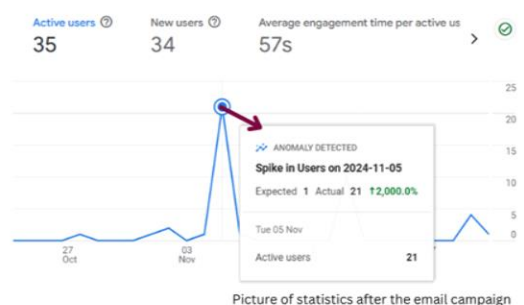 Active users
New users
Average engagement time per active us
35
34
57s
25
20
15
10
5
0
ANOMALY DETECTED
Spike in Users on 2024-11-05
Expected 1 Actual 21 ↑2,000.0%
Tue 05 Nov
Active users 21
27
Oct
03
Nov
Picture of statistics after the email campaign